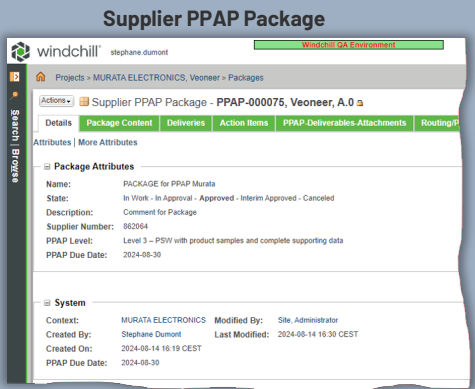 Supplier PPAP Package
windchill® stephane.dumont Windchill QA Environment
Projects > MURATA ELECTRONICS, Veoneer > Packages
Search | Browse
Actions Supplier PPAP Package - PPAP-000075, Veoneer, A.0
Details Package Content Deliveries Action Items PPAP-Deliverables-Attachments Routing/P
Attributes | More Attributes
Package Attributes
Name: PACKAGE for PPAP Murata
State: In Work - In Approval - Approved - Interim Approved - Canceled
Description: Comment for Package
Supplier Number: 862064
PPAP Level: Level 3 – PSW with product samples and complete supporting data
PPAP Due Date: 2024-08-30
System
Context: MURATA ELECTRONICS Modified By: Site, Administrator
Created By: Stephane Dumont Last Modified: 2024-08-14 16:30 CEST
Created On: 2024-08-14 16:19 CEST
PPAP Due Date: 2024-08-30